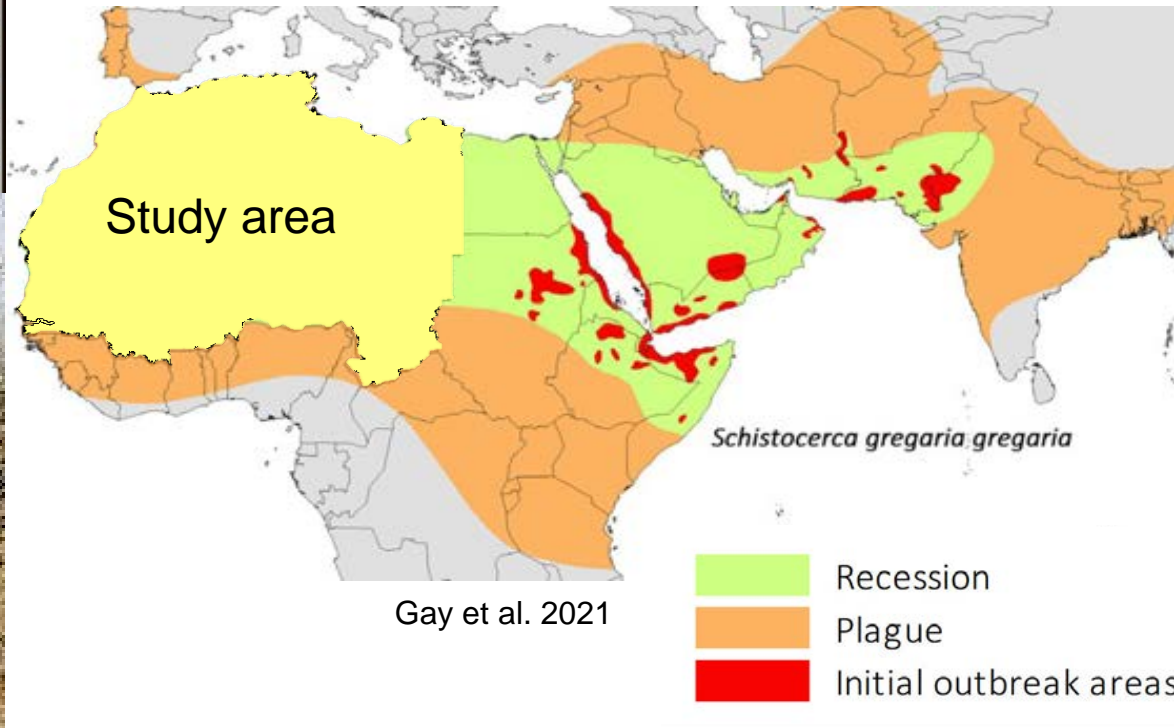 Study area
Schistocerca gregaria gregaria
Gay et al. 2021
Recession
Plague
Initial outbreak areas